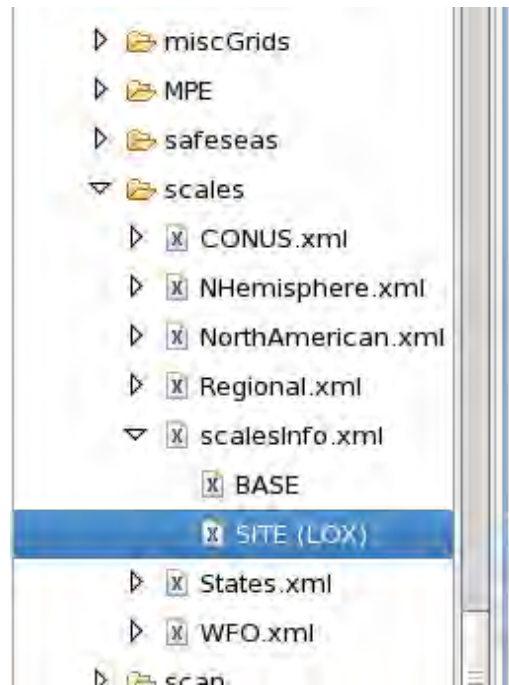 miscGrids
MPE
safeseas
scales
CONUS.xml
NHemisphere.xml
NorthAmerican.xml
Regional.xml
scalesInfo.xml
BASE
SITE (LOX)
States.xml
WFO.xml
scan